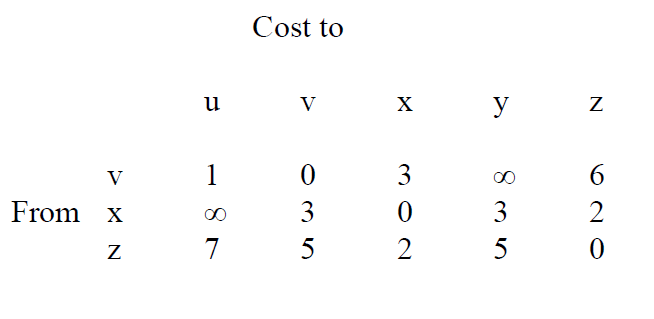 Cost to
u v x y z
v 1 0 3 ∞ 6
From x ∞ 3 0 3 2
z 7 5 2 5 0